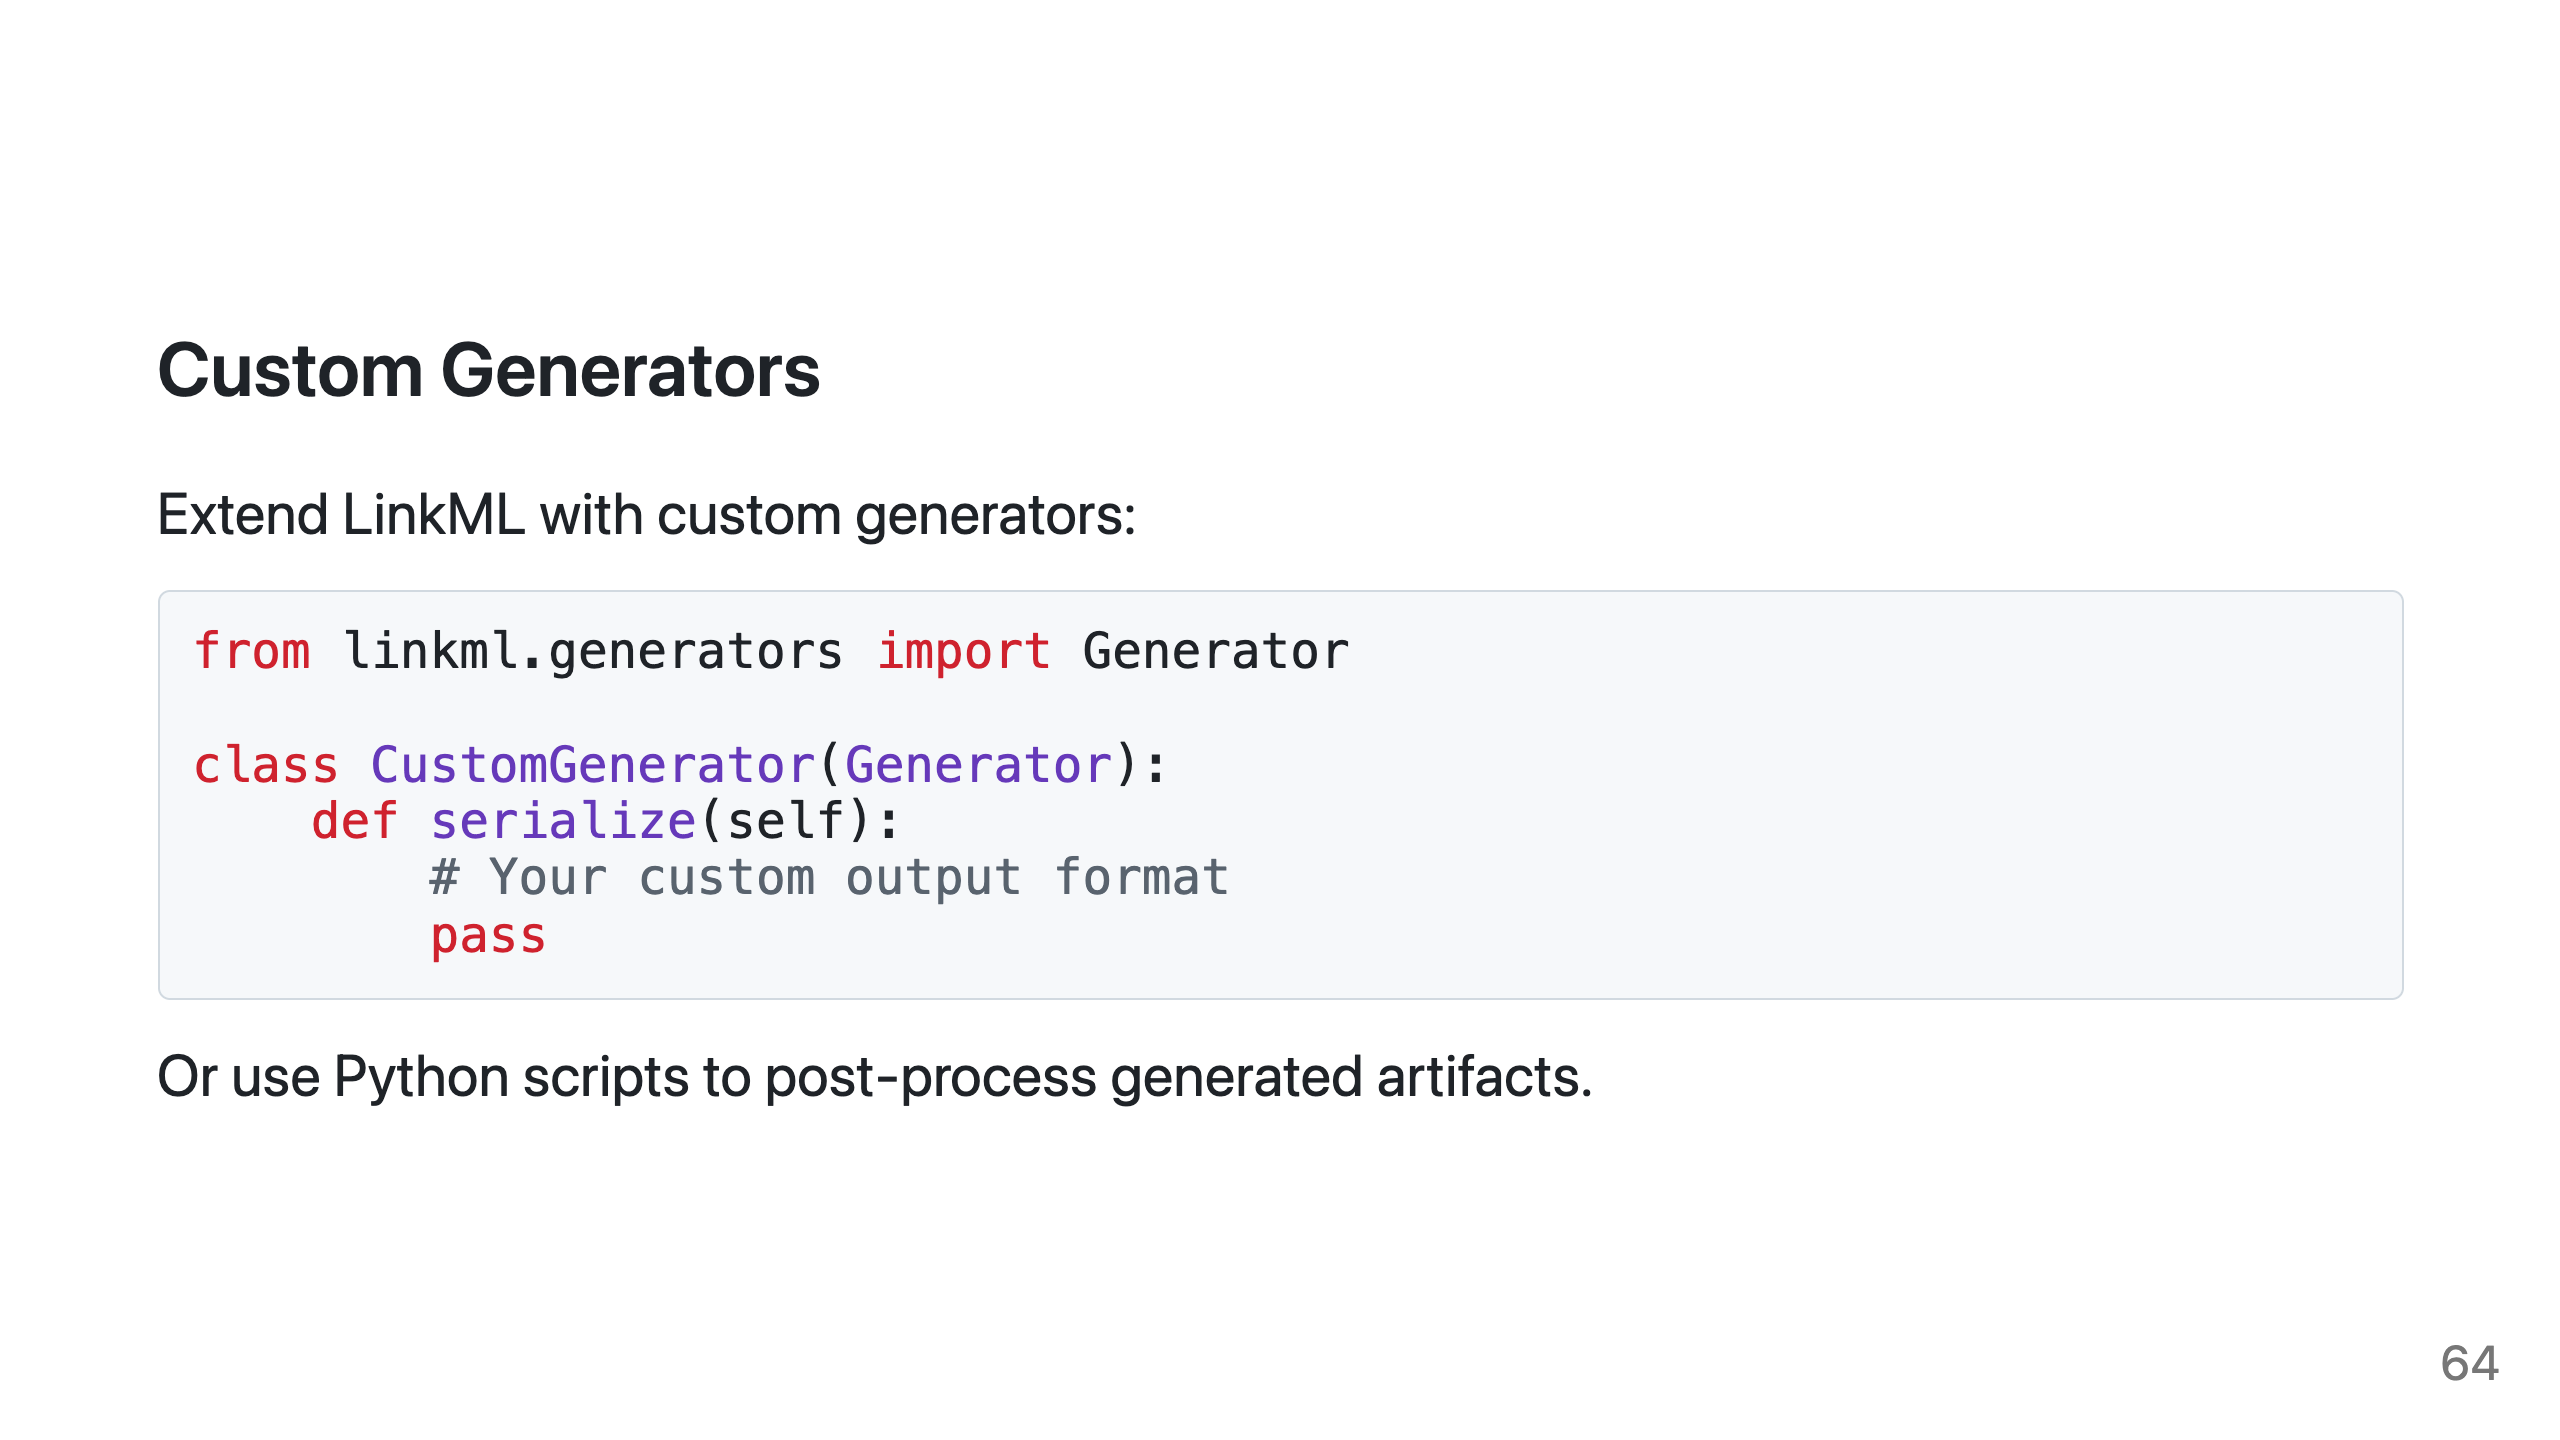 Custom Generators
Extend LinkML with custom generators:
from linkml.generators import Generator
class CustomGenerator(Generator):
    def serialize(self):
        # Your custom output format
        pass
Or use Python scripts to post-process generated artifacts.
64